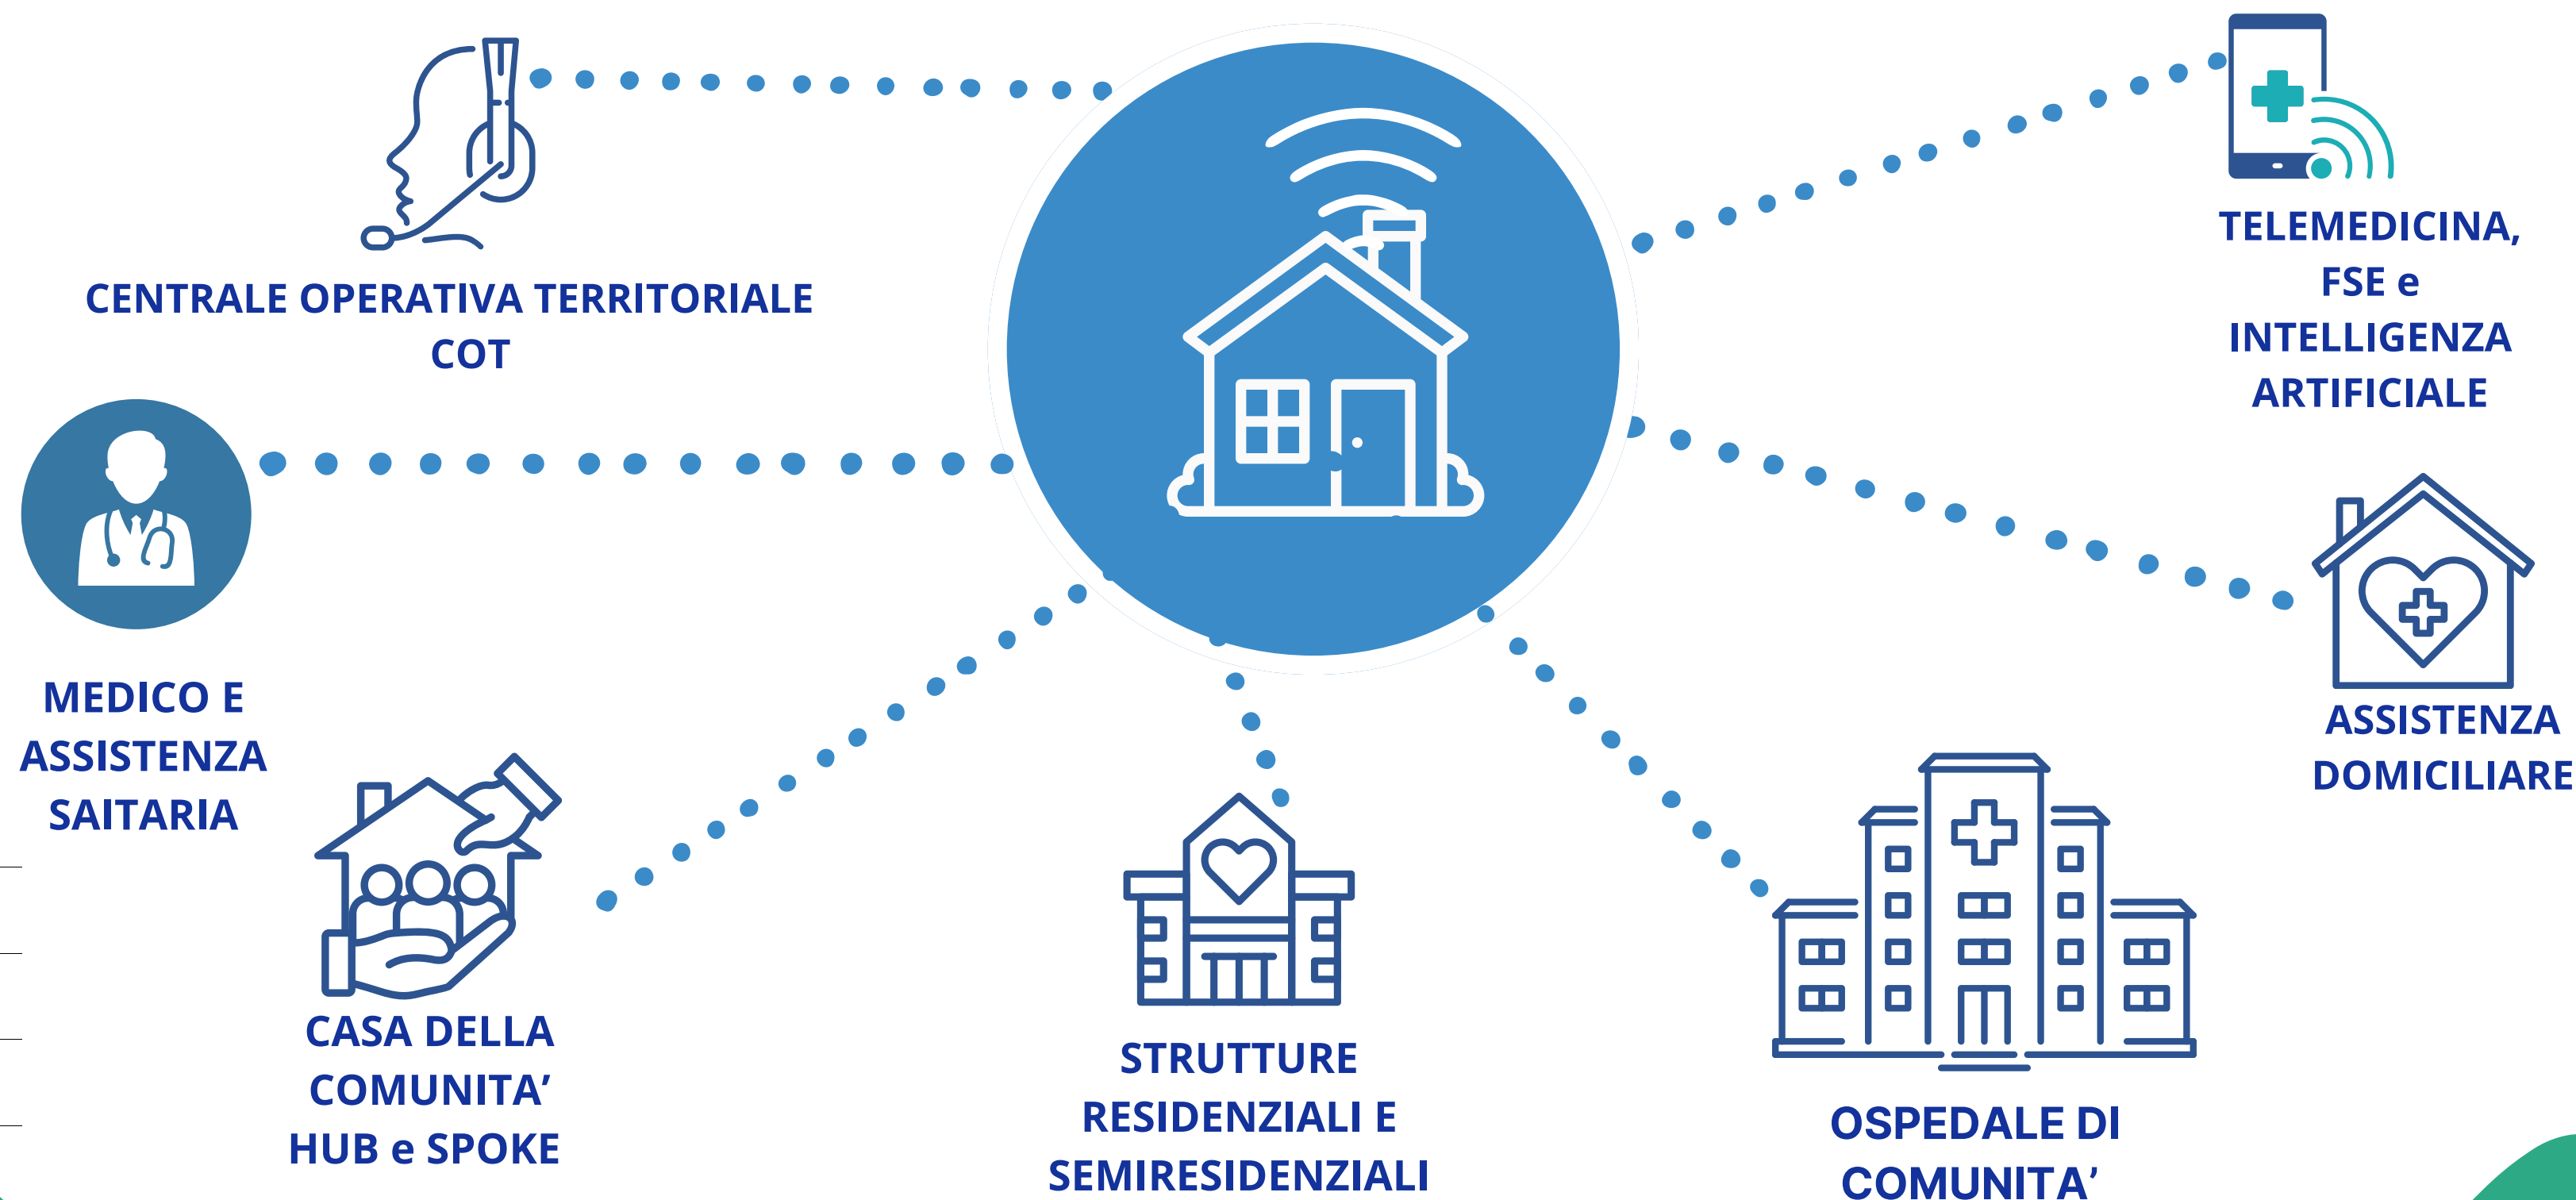 CENTRALE OPERATIVA TERRITORIALE
COT
TELEMEDICINA,
FSE e
INTELLIGENZA
ARTIFICIALE
MEDICO E
ASSISTENZA
SAITARIA
ASSISTENZA
DOMICILIARE
CASA DELLA
COMUNITA’
HUB e SPOKE
STRUTTURE
RESIDENZIALI E
SEMIRESIDENZIALI
OSPEDALE DI
COMUNITA’